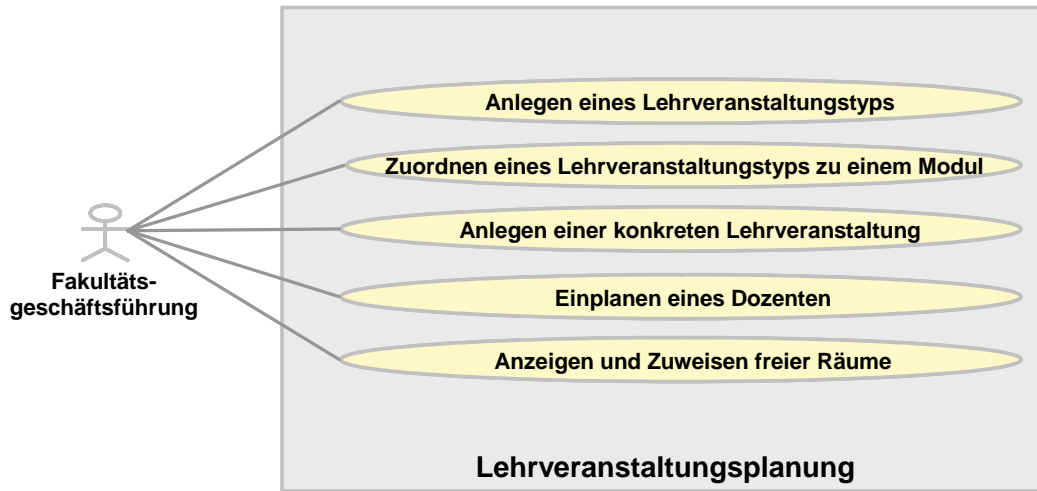 Anlegen eines Lehrveranstaltungstyps
Zuordnen eines Lehrveranstaltungstyps zu einem Modul
Anlegen einer konkreten Lehrveranstaltung
Fakultäts-
geschäftsführung
Einplanen eines Dozenten
Anzeigen und Zuweisen freier Räume
Lehrveranstaltungsplanung